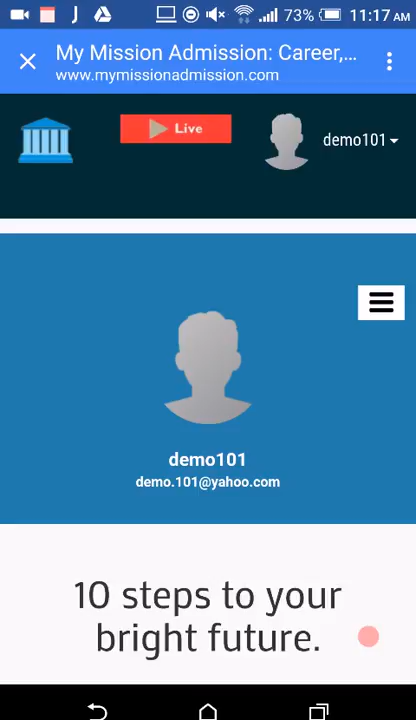 73% 11:17 AM
My Mission Admission: Career,...
www.mymissionadmission.com
Live
demo101
demo101
demo.101@yahoo.com
10 steps to your
bright future.